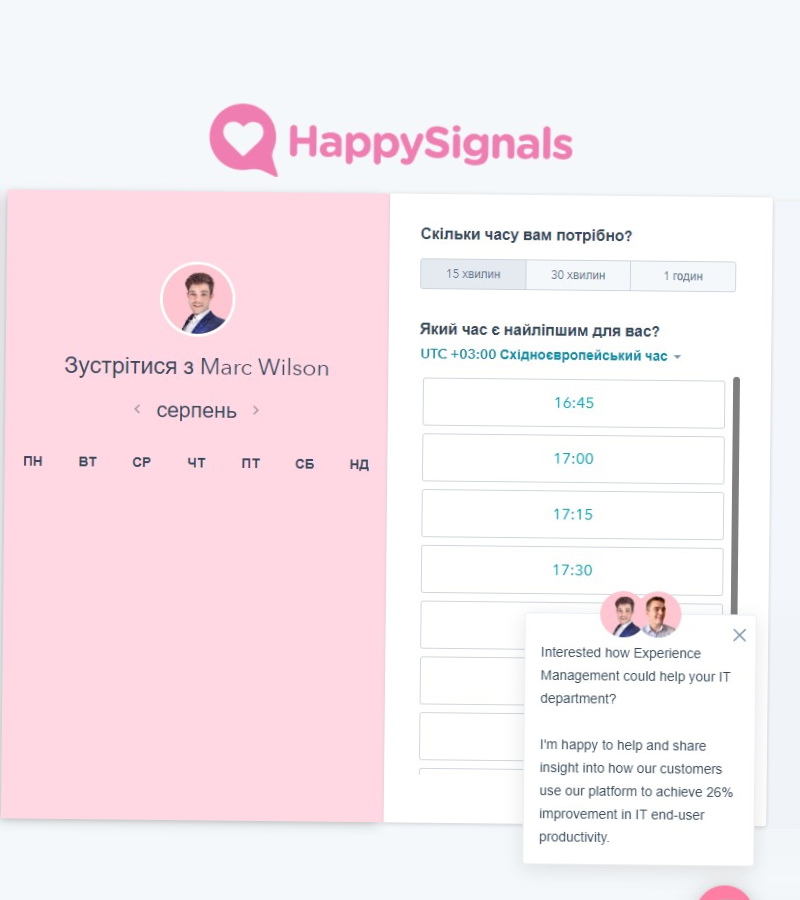 HappySignals
Зустрітися з Marc Wilson
серпень
ПН ВТ СР ЧТ ПТ СБ НД
Скільки часу вам потрібно?
15 хвилин 30 хвилин 1 годин
Який час є найліпшим для вас?
UTC +03:00 Східноєвропейський час
16:45
17:00
17:15
17:30
Interested how Experience
Management could help your IT
department?
I'm happy to help and share
insight into how our customers
use our platform to achieve 26%
improvement in IT end-user
productivity.